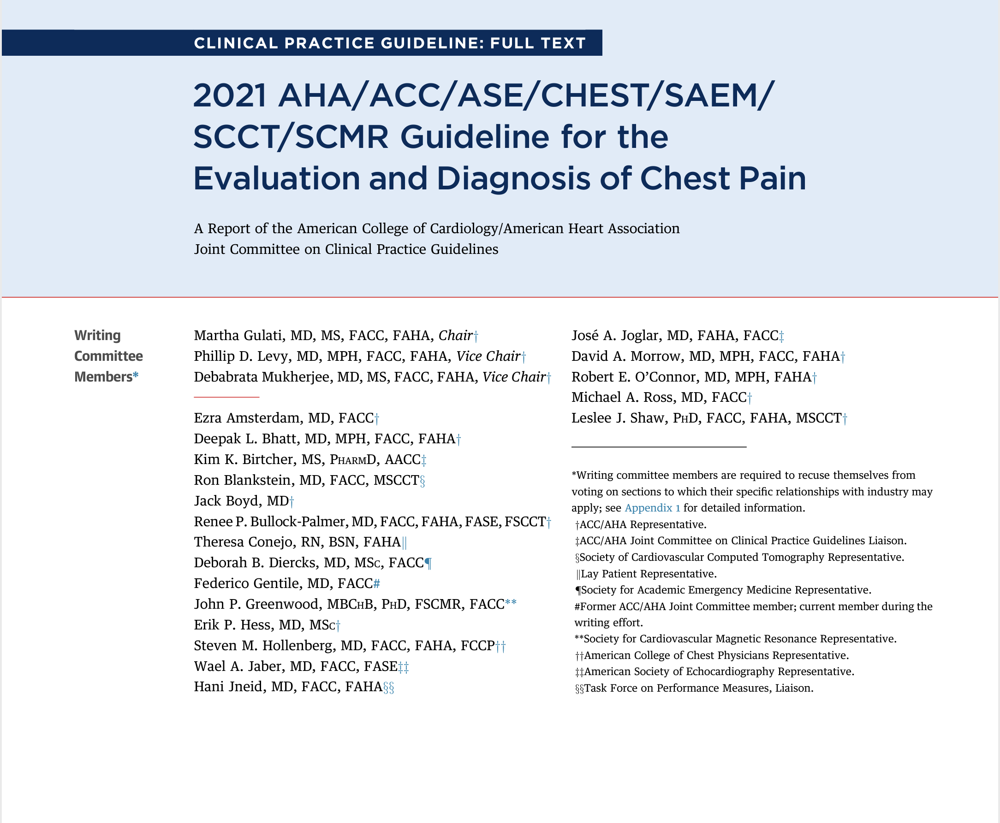 CLINICAL PRACTICE GUIDELINE: FULL TEXT
2021 AHA/ACC/ASE/CHEST/SAEM/
SCCT/SCMR Guideline for the
Evaluation and Diagnosis of Chest Pain
A Report of the American College of Cardiology/American Heart Association
Joint Committee on Clinical Practice Guidelines
Writing
Committee
Members*
Martha Gulati, MD, MS, FACC, FAHA, Chair†
Phillip D. Levy, MD, MPH, FACC, FAHA, Vice Chair†
Debabrata Mukherjee, MD, MS, FACC, FAHA, Vice Chair†
Ezra Amsterdam, MD, FACC†
Deepak L. Bhatt, MD, MPH, FACC, FAHA†
Kim K. Birtcher, MS, PHARMD, AACC‡
Ron Blankstein, MD, FACC, MSCCT§
Jack Boyd, MD†
Renee P. Bullock-Palmer, MD, FACC, FAHA, FASE, FSCCT†
Theresa Conejo, RN, BSN, FAHA‖
Deborah B. Diercks, MD, MSC, FACC¶
Federico Gentile, MD, FACC#
John P. Greenwood, MBCHB, PHD, FSCMR, FACC**
Erik P. Hess, MD, MSC†
Steven M. Hollenberg, MD, FACC, FAHA, FCCP††
Wael A. Jaber, MD, FACC, FASE‡‡
Hani Jneid, MD, FACC, FAHA§§
José A. Joglar, MD, FAHA, FACC‡
David A. Morrow, MD, MPH, FACC, FAHA†
Robert E. O’Connor, MD, MPH, FAHA†
Michael A. Ross, MD, FACC†
Leslee J. Shaw, PHD, FACC, FAHA, MSCCT†
*Writing committee members are required to recuse themselves from
voting on sections to which their specific relationships with industry may
apply; see Appendix 1 for detailed information.
†ACC/AHA Representative.
‡ACC/AHA Joint Committee on Clinical Practice Guidelines Liaison.
§Society of Cardiovascular Computed Tomography Representative.
‖Lay Patient Representative.
¶Society for Academic Emergency Medicine Representative.
#Former ACC/AHA Joint Committee member; current member during the
writing effort.
**Society for Cardiovascular Magnetic Resonance Representative.
††American College of Chest Physicians Representative.
‡‡American Society of Echocardiography Representative.
§§Task Force on Performance Measures, Liaison.